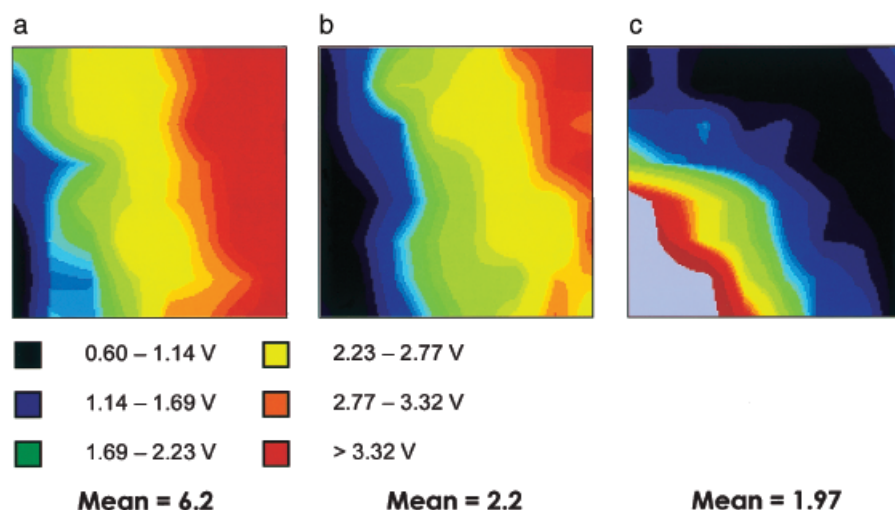 a b c
0.60 – 1.14 V 2.23 – 2.77 V
1.14 – 1.69 V 2.77 – 3.32 V
1.69 – 2.23 V > 3.32 V
Mean = 6.2 Mean = 2.2 Mean = 1.97